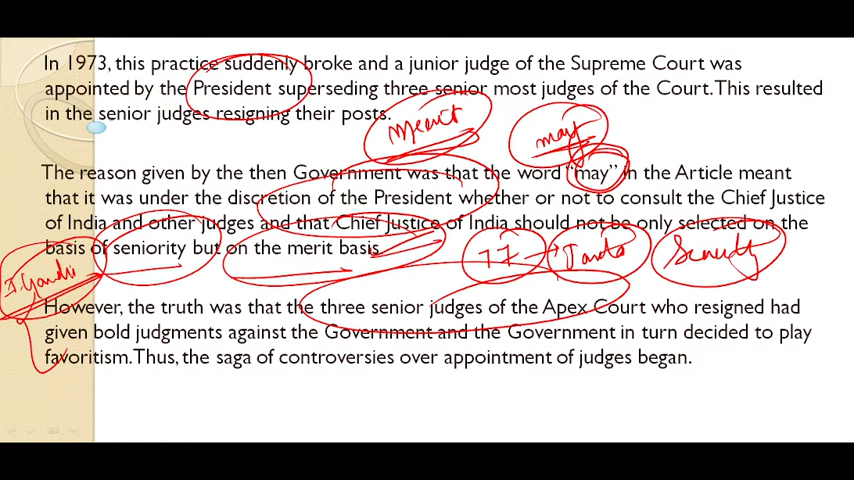 In 1973, this practice suddenly broke and a junior judge of the Supreme Court was
appointed by the President superseding three senior most judges of the Court. This resulted
in the senior judges resigning their posts.
Merit
may
The reason given by the then Government was that the word "may" in the Article meant
that it was under the discretion of the President whether or not to consult the Chief Justice
of India and other judges and that Chief Justice of India should not be only selected on the
basis of seniority but on the merit basis.
77
I. Gandhi
However, the truth was that the three senior judges of the Apex Court who resigned had
given bold judgments against the Government and the Government in turn decided to play
favoritism. Thus, the saga of controversies over appointment of judges began.